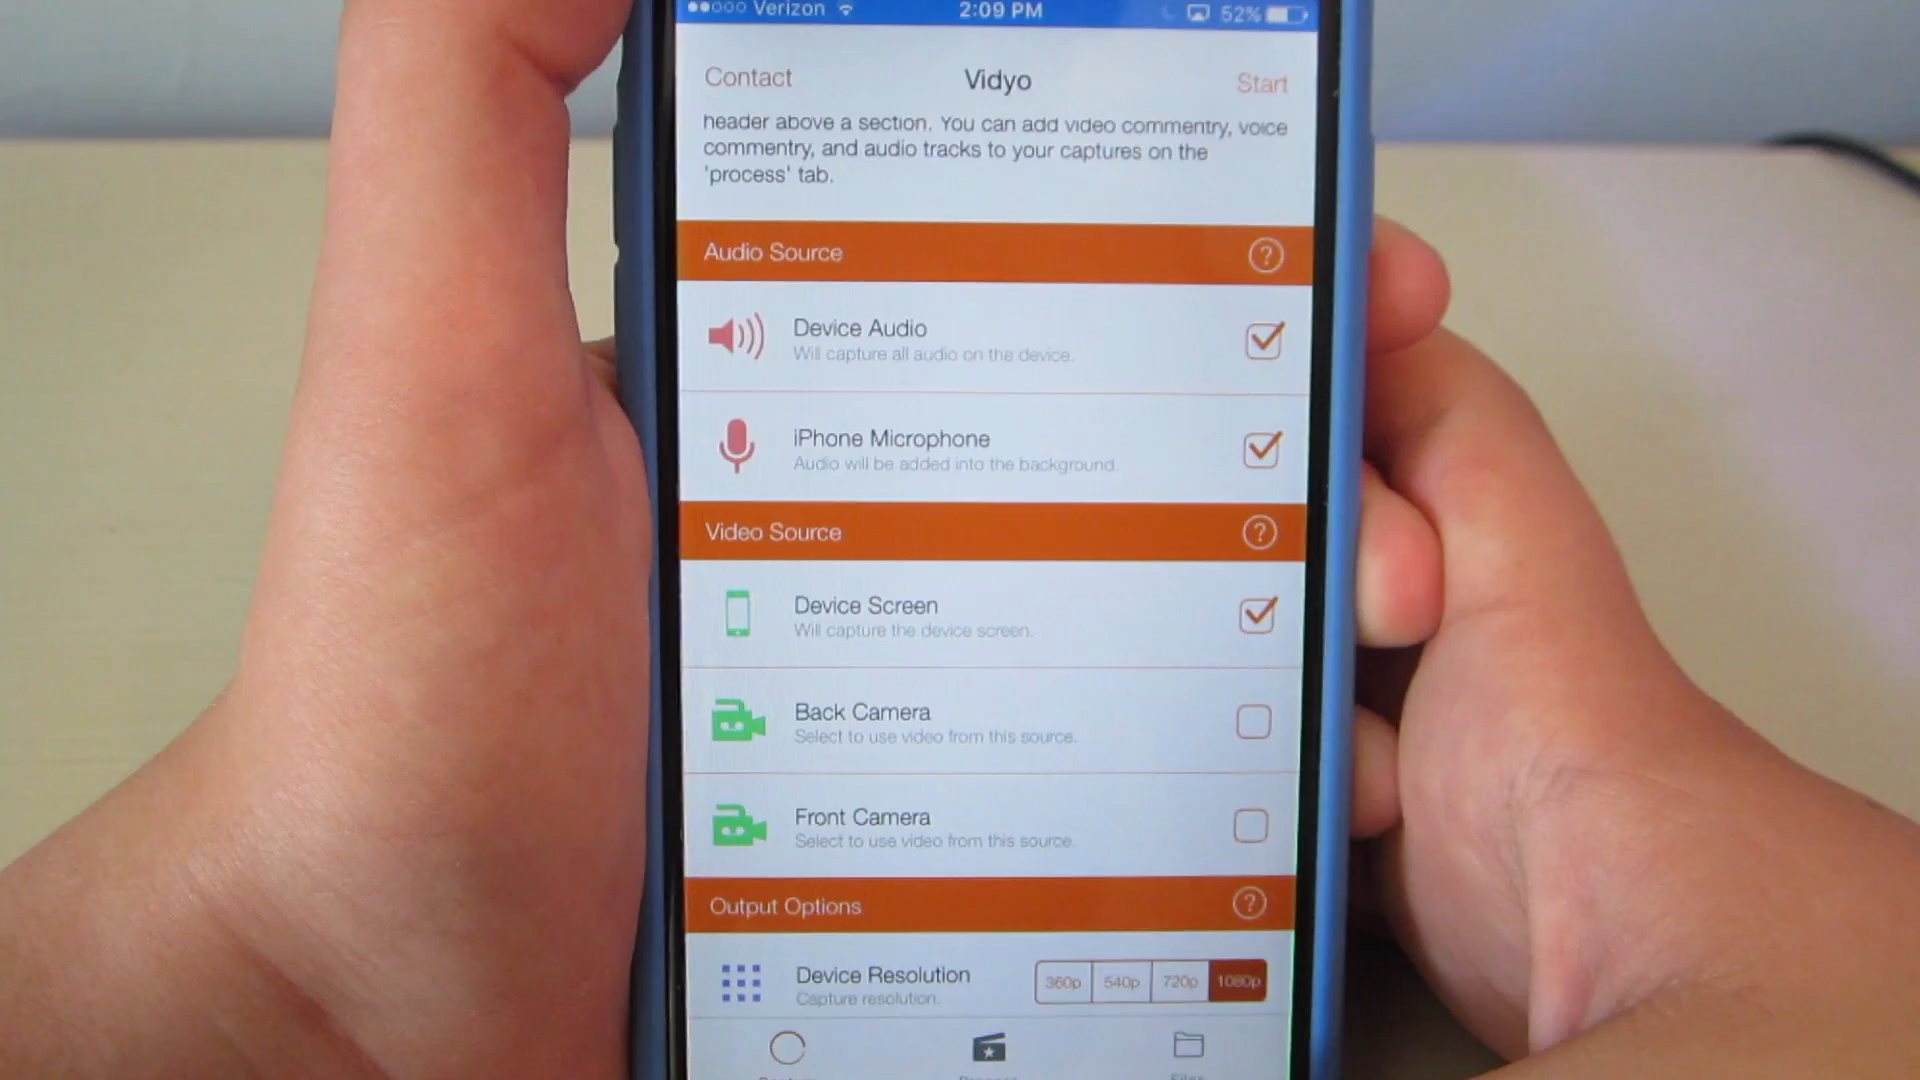 Verizon 2:09 PM 52%
Contact Vidyo Start
header above a section. You can add video commentry, voice
commentry, and audio tracks to your captures on the
'process' tab.
Audio Source ?
Device Audio
Will capture all audio on the device.
iPhone Microphone
Audio will be added into the background.
Video Source ?
Device Screen
Will capture the device screen.
Back Camera
Select to use video from this source.
Front Camera
Select to use video from this source.
Output Options ?
Device Resolution 360p 540p 720p 1080p
Capture resolution.